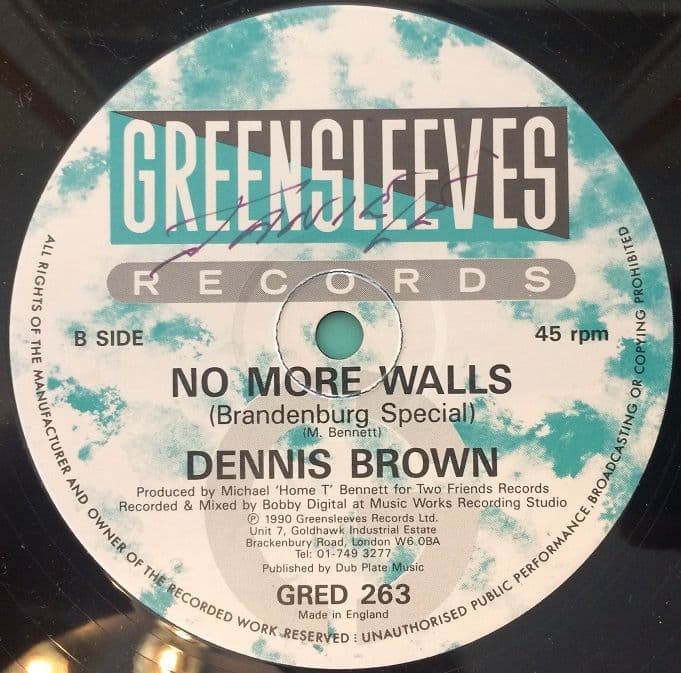 GREENSLEEVES
RECORDS
B SIDE
45 rpm
NO MORE WALLS
(Brandenburg Special)
(M. Bennett)
DENNIS BROWN
Produced by Michael 'Home T' Bennett for Two Friends Records
Recorded & Mixed by Bobby Digital at Music Works Recording Studio
℗ 1990 Greensleeves Records Ltd.
Unit 7, Goldhawk Industrial Estate
Brackenbury Road, London W6.0BA
Tel: 01-749 3277
Published by Dub Plate Music
GRED 263
Made in England
ALL RIGHTS OF THE MANUFACTURER AND OWNER OF THE RECORDED WORK RESERVED : UNAUTHORISED PUBLIC PERFORMANCE.BROADCASTING OR COPYING PROHIBITED